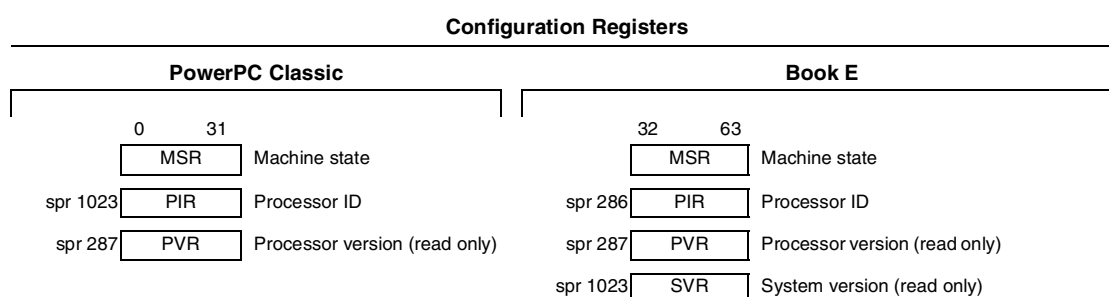 Configuration Registers
PowerPC Classic
Book E
0 31
MSR Machine state
spr 1023 PIR Processor ID
spr 287 PVR Processor version (read only)
32 63
MSR Machine state
spr 286 PIR Processor ID
spr 287 PVR Processor version (read only)
spr 1023 SVR System version (read only)